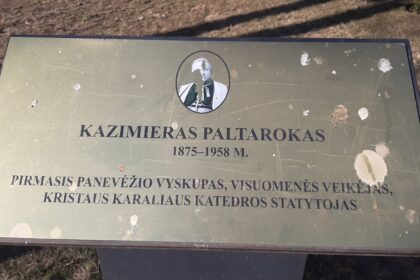 KAZIMIERAS PALTAROKAS
1875–1958 M.
PIRMASIS PANEVĖŽIO VYSKUPAS, VISUOMENĖS VEIKĖJAS,
KRISTAUS KARALIAUS KATEDROS STATYTOJAS